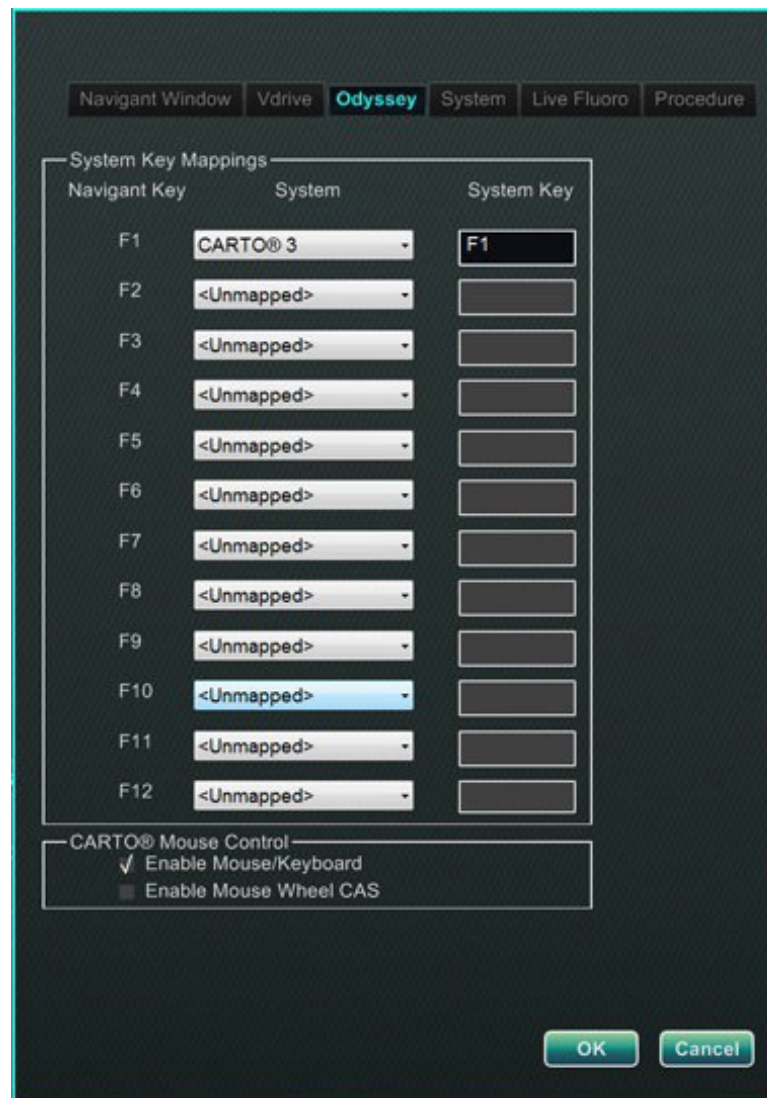 Navigant Window Vdrive Odyssey System Live Fluoro Procedure
System Key Mappings
Navigant Key System System Key
F1 CARTO® 3 F1
F2 <Unmapped>
F3 <Unmapped>
F4 <Unmapped>
F5 <Unmapped>
F6 <Unmapped>
F7 <Unmapped>
F8 <Unmapped>
F9 <Unmapped>
F10 <Unmapped>
F11 <Unmapped>
F12 <Unmapped>
CARTO® Mouse Control
Enable Mouse/Keyboard
Enable Mouse Wheel CAS
OK Cancel